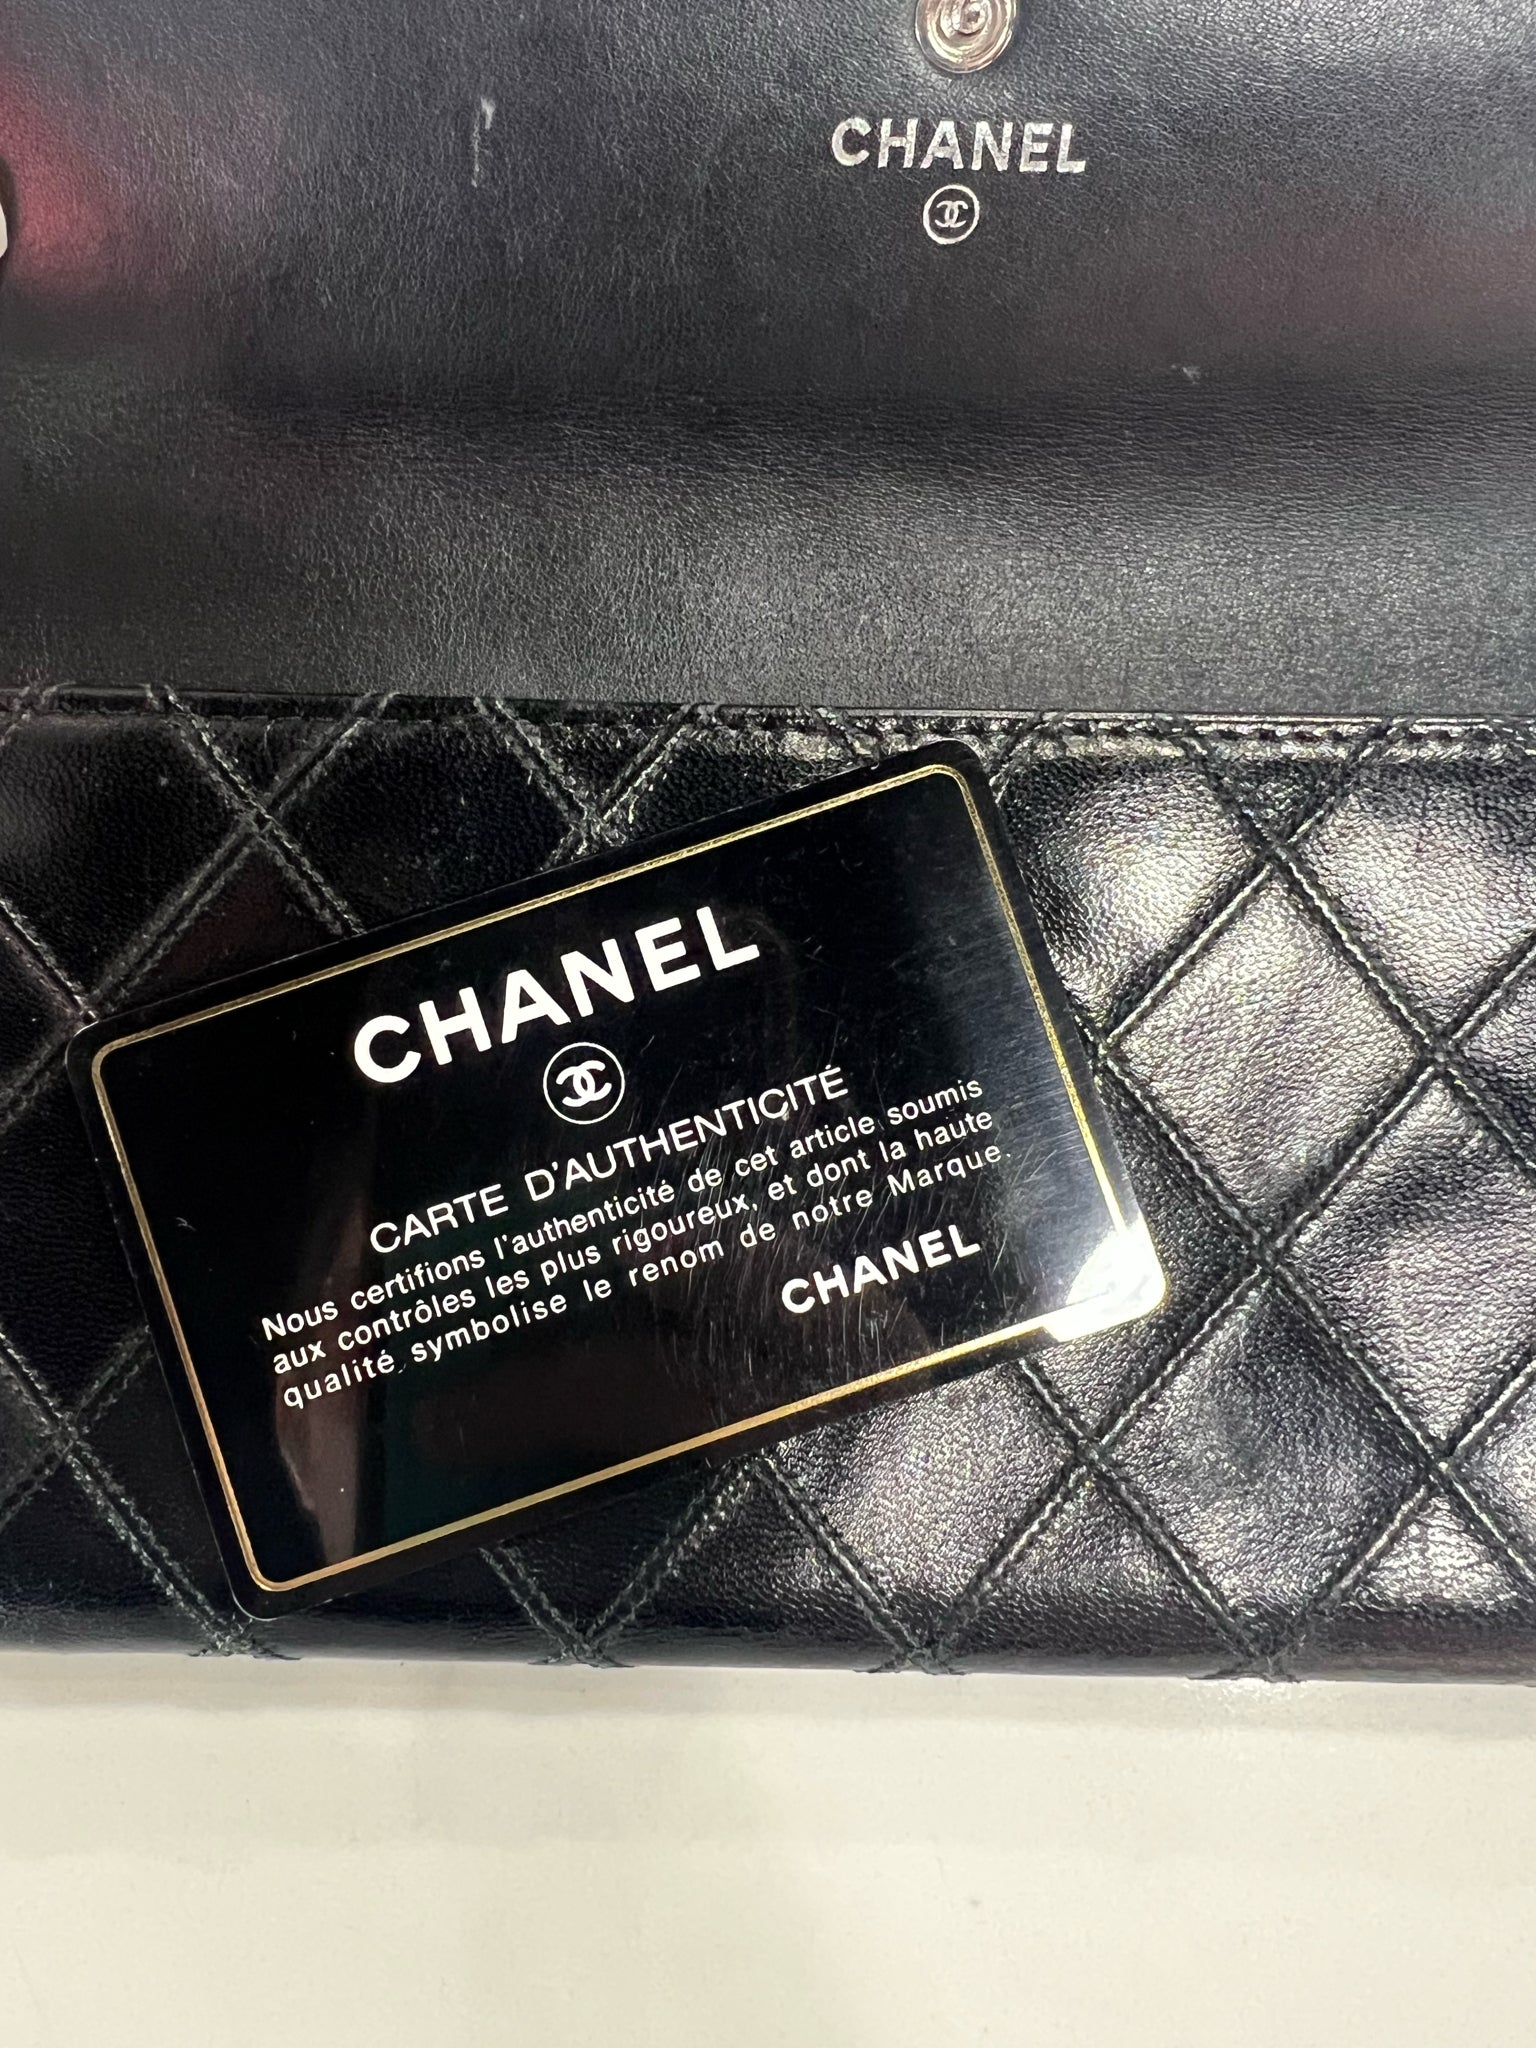 CHANEL
CHANEL
CARTE D'AUTHENTICITÉ
Nous certifions l'authenticité de cet article soumis
aux contrôles les plus rigoureux, et dont la haute
qualité symbolise le renom de notre Marque.
CHANEL